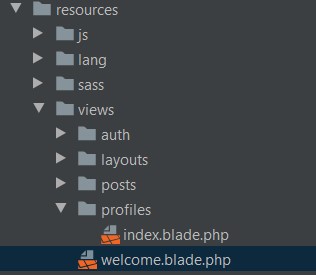 resources
js
lang
sass
views
auth
layouts
posts
profiles
index.blade.php
welcome.blade.php